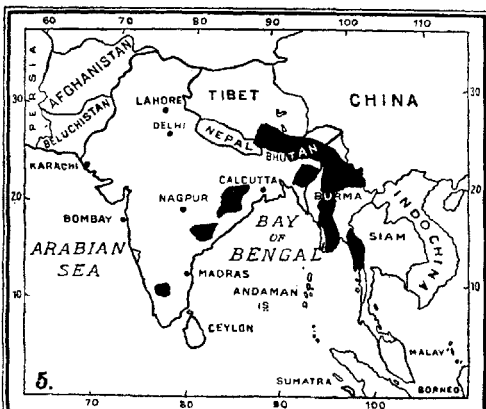 60 70 80 90 100
PERSIA
AFGHANISTAN
BELUCHISTAN
LAHORE
TIBET
CHINA
DELHI
NEPAL
BHUTAN
KARACHI
CALCUTTA
BURMA
NAGPUR
INDO CHINA
BOMBAY
BAY
OF
BENGAL
SIAM
ARABIAN
SEA
MADRAS
ANDAMAN
IS
CEYLON
MALAY
SUMATRA
BORNEO
30 30
20 20
10 10
5.
70 80 90 100